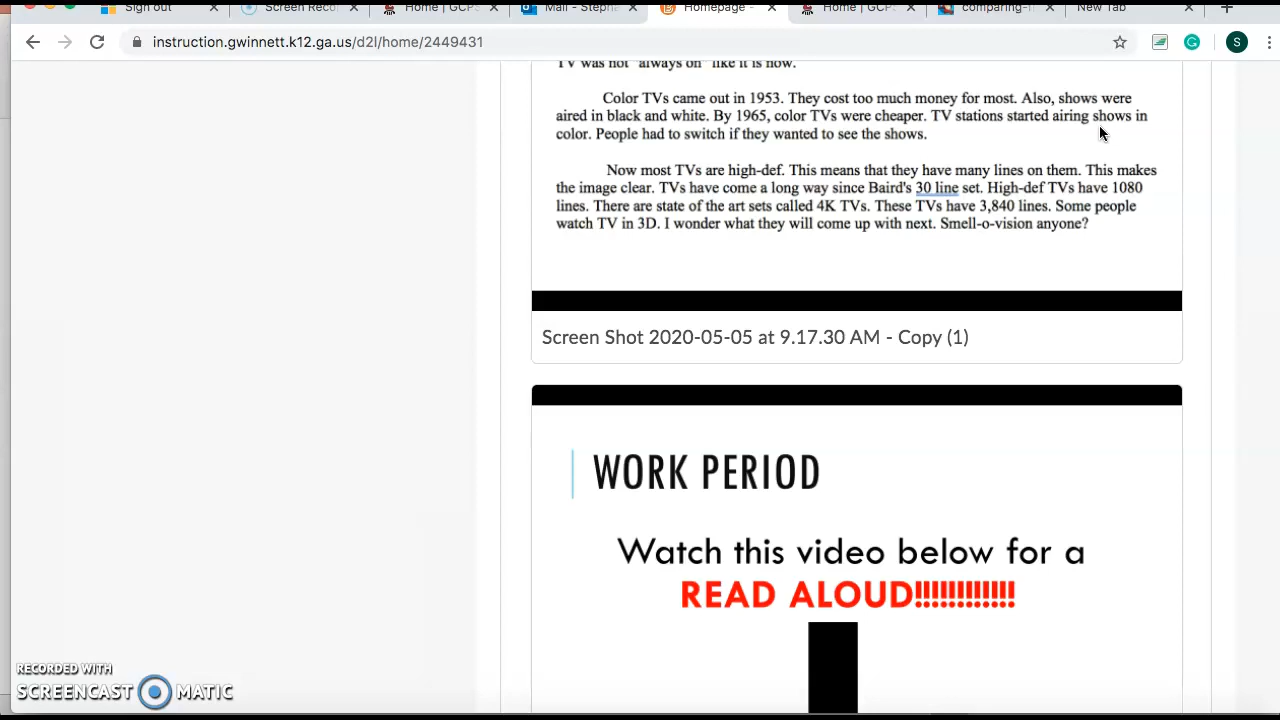 Sign out
Screen Reco
Home | GCPS
Mail - Steph
Homepage -
Home | GCPS
comparing-
New Tab
instruction.gwinnett.k12.ga.us/d2l/home/2449431
S
TV was not "always on" like it is now.
Color TVs came out in 1953. They cost too much money for most. Also, shows were
aired in black and white. By 1965, color TVs were cheaper. TV stations started airing shows in
color. People had to switch if they wanted to see the shows.
Now most TVs are high-def. This means that they have many lines on them. This makes
the image clear. TVs have come a long way since Baird's 30 line set. High-def TVs have 1080
lines. There are state of the art sets called 4K TVs. These TVs have 3,840 lines. Some people
watch TV in 3D. I wonder what they will come up with next. Smell-o-vision anyone?
Screen Shot 2020-05-05 at 9.17.30 AM - Copy (1)
WORK PERIOD
Watch this video below for a
READ ALOUD!!!!!!!!!!!!
RECORDED WITH
SCREENCAST MATIC